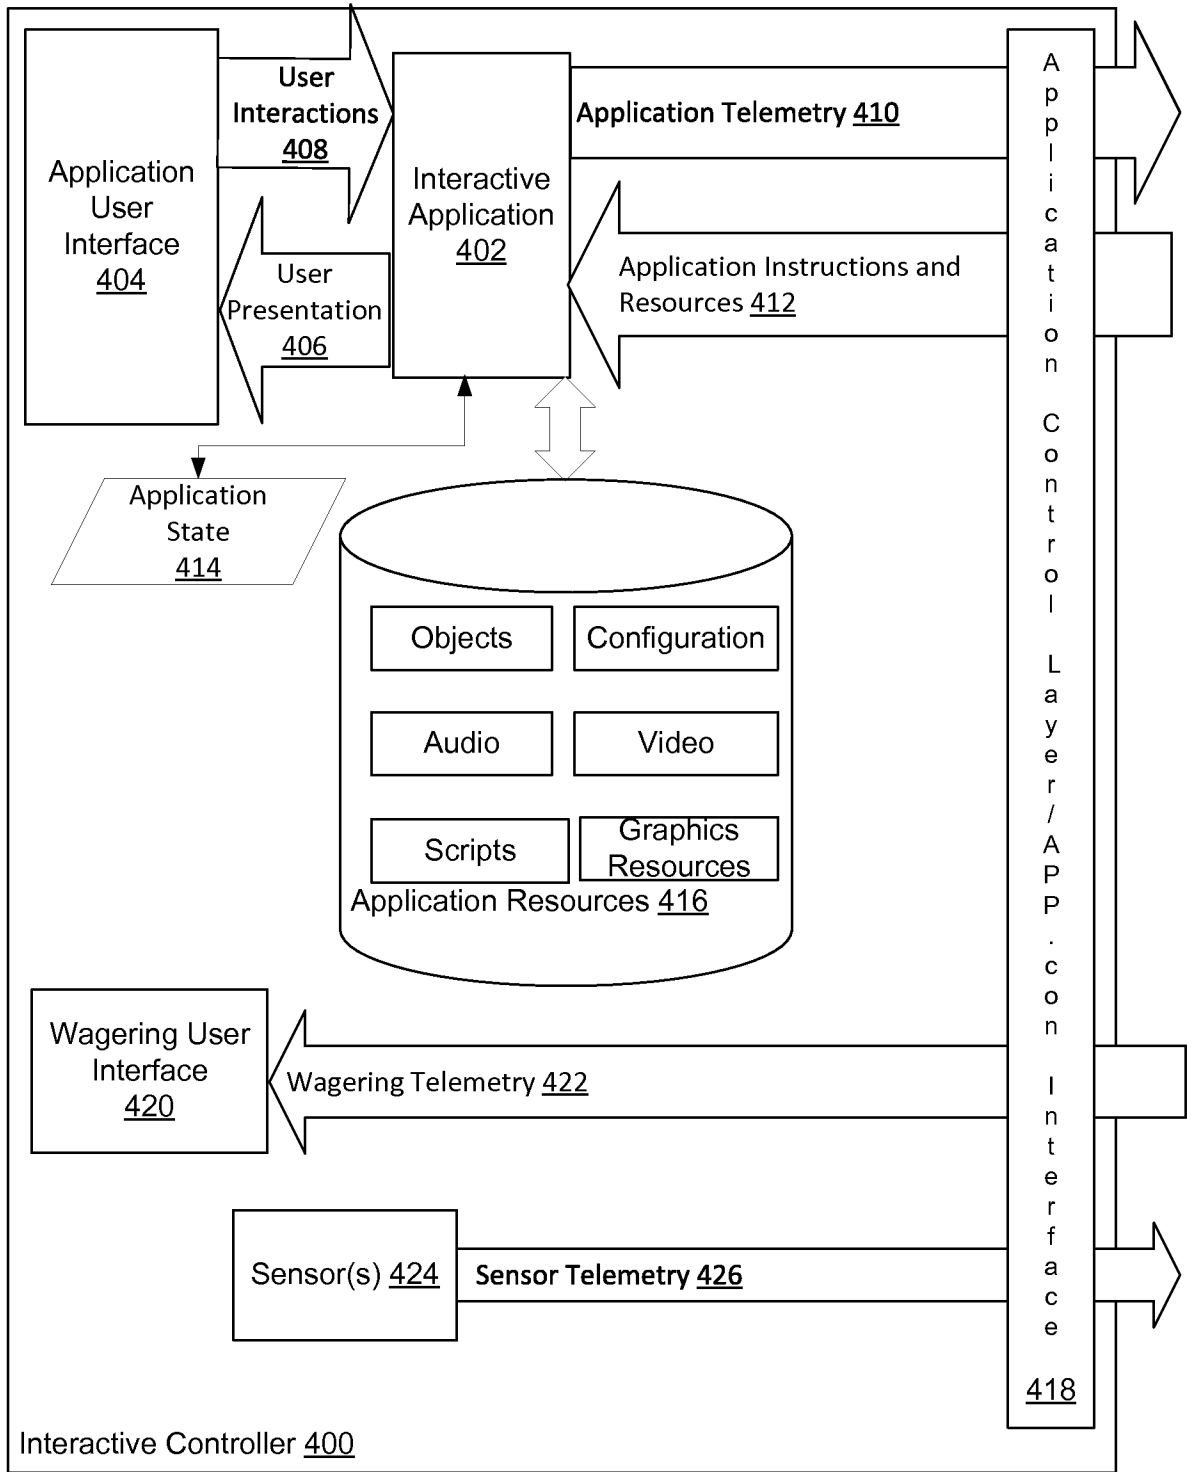 Application
User
Interface
404
User
Interactions
408
User
Presentation
406
Interactive
Application
402
Application Telemetry 410
Application Instructions and
Resources 412
Application
State
414
Objects
Configuration
Audio
Video
Scripts
Graphics
Resources
Application Resources 416
Application Control Layer/APP.con Interface
418
Wagering User
Interface
420
Wagering Telemetry 422
Sensor(s) 424
Sensor Telemetry 426
Interactive Controller 400